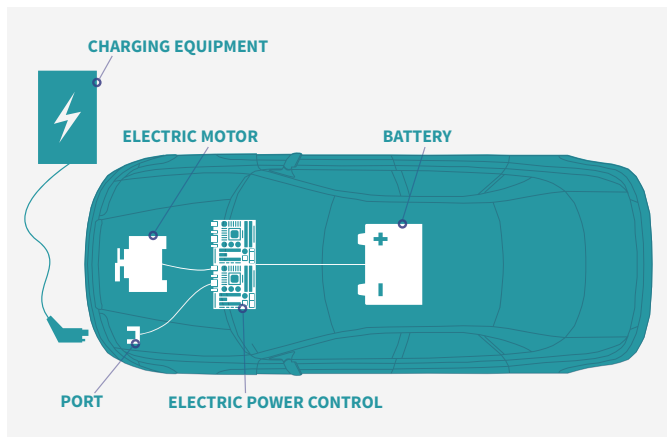 CHARGING EQUIPMENT
ELECTRIC MOTOR
BATTERY
PORT
ELECTRIC POWER CONTROL